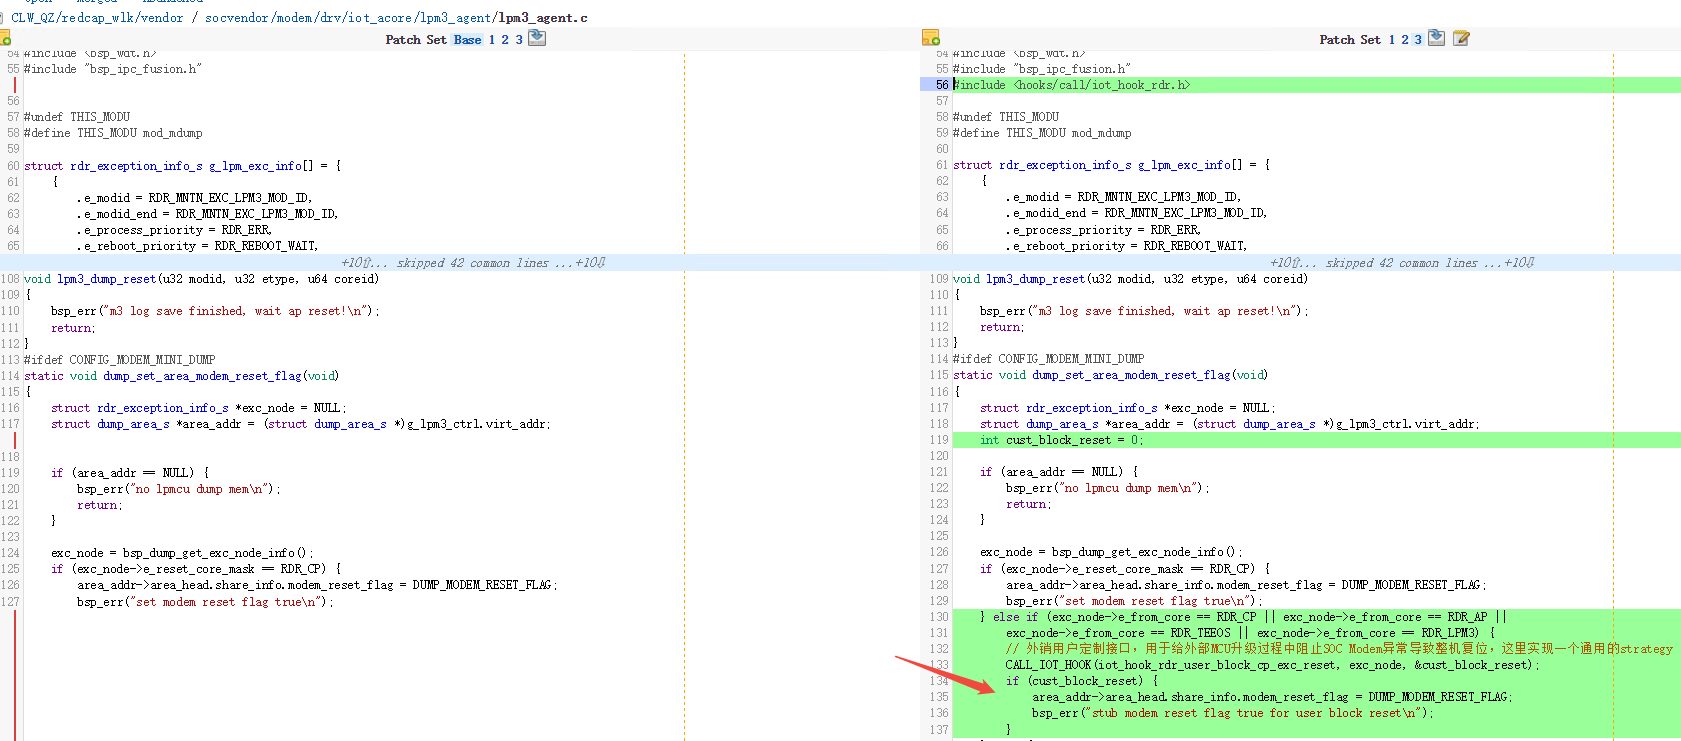 CLW_QZ/redcap_wlk/vendor / socvendor/modem/drv/iot_acore/lpm3_agent/lpm3_agent.c
Patch Set Base 1 2 3
54 #include <bsp_wdt.h>
55 #include "bsp_ipc_fusion.h"
56
57 #undef THIS_MODU
58 #define THIS_MODU mod_mdump
59
60 struct rdr_exception_info_s g_lpm_exc_info[] = {
61 {
62 .e_modid = RDR_MNTN_EXC_LPM3_MOD_ID,
63 .e_modid_end = RDR_MNTN_EXC_LPM3_MOD_ID,
64 .e_process_priority = RDR_ERR,
65 .e_reboot_priority = RDR_REBOOT_WAIT,
+10⇧... skipped 42 common lines ...+10⇩
108 void lpm3_dump_reset(u32 modid, u32 etype, u64 coreid)
109 {
110 bsp_err("m3 log save finished, wait ap reset!\n");
111 return;
112 }
113 #ifdef CONFIG_MODEM_MINI_DUMP
114 static void dump_set_area_modem_reset_flag(void)
115 {
116 struct rdr_exception_info_s *exc_node = NULL;
117 struct dump_area_s *area_addr = (struct dump_area_s *)g_lpm3_ctrl.virt_addr;
118
119 if (area_addr == NULL) {
120 bsp_err("no lpmcu dump mem\n");
121 return;
122 }
123
124 exc_node = bsp_dump_get_exc_node_info();
125 if (exc_node->e_reset_core_mask == RDR_CP) {
126 area_addr->area_head.share_info.modem_reset_flag = DUMP_MODEM_RESET_FLAG;
127 bsp_err("set modem reset flag true\n");
Patch Set 1 2 3
54 #include <bsp_wdt.h>
55 #include "bsp_ipc_fusion.h"
56 #include <hooks/call/iot_hook_rdr.h>
57
58 #undef THIS_MODU
59 #define THIS_MODU mod_mdump
60
61 struct rdr_exception_info_s g_lpm_exc_info[] = {
62 {
63 .e_modid = RDR_MNTN_EXC_LPM3_MOD_ID,
64 .e_modid_end = RDR_MNTN_EXC_LPM3_MOD_ID,
65 .e_process_priority = RDR_ERR,
66 .e_reboot_priority = RDR_REBOOT_WAIT,
+10⇧... skipped 42 common lines ...+10⇩
109 void lpm3_dump_reset(u32 modid, u32 etype, u64 coreid)
110 {
111 bsp_err("m3 log save finished, wait ap reset!\n");
112 return;
113 }
114 #ifdef CONFIG_MODEM_MINI_DUMP
115 static void dump_set_area_modem_reset_flag(void)
116 {
117 struct rdr_exception_info_s *exc_node = NULL;
118 struct dump_area_s *area_addr = (struct dump_area_s *)g_lpm3_ctrl.virt_addr;
119 int cust_block_reset = 0;
120
121 if (area_addr == NULL) {
122 bsp_err("no lpmcu dump mem\n");
123 return;
124 }
125
126 exc_node = bsp_dump_get_exc_node_info();
127 if (exc_node->e_reset_core_mask == RDR_CP) {
128 area_addr->area_head.share_info.modem_reset_flag = DUMP_MODEM_RESET_FLAG;
129 bsp_err("set modem reset flag true\n");
130 } else if (exc_node->e_from_core == RDR_CP || exc_node->e_from_core == RDR_AP ||
131 exc_node->e_from_core == RDR_TEEOS || exc_node->e_from_core == RDR_LPM3) {
132 // 外销用户定制接口，用于给外部MCU升级过程中阻止SOC Modem异常导致整机复位，这里实现一个通用的strategy
133 CALL_IOT_HOOK(iot_hook_rdr_user_block_cp_exc_reset, exc_node, &cust_block_reset);
134 if (cust_block_reset) {
135 area_addr->area_head.share_info.modem_reset_flag = DUMP_MODEM_RESET_FLAG;
136 bsp_err("stub modem reset flag true for user block reset\n");
137 }